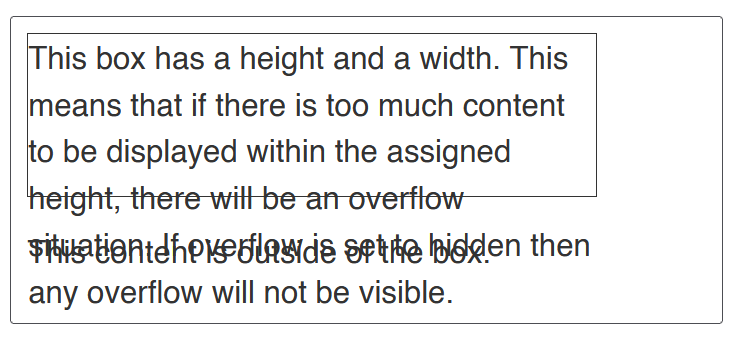 This box has a height and a width. This
means that if there is too much content
to be displayed within the assigned
height, there will be an overflow
situation. If overflow is set to hidden then
This content is outside of the box.
any overflow will not be visible.